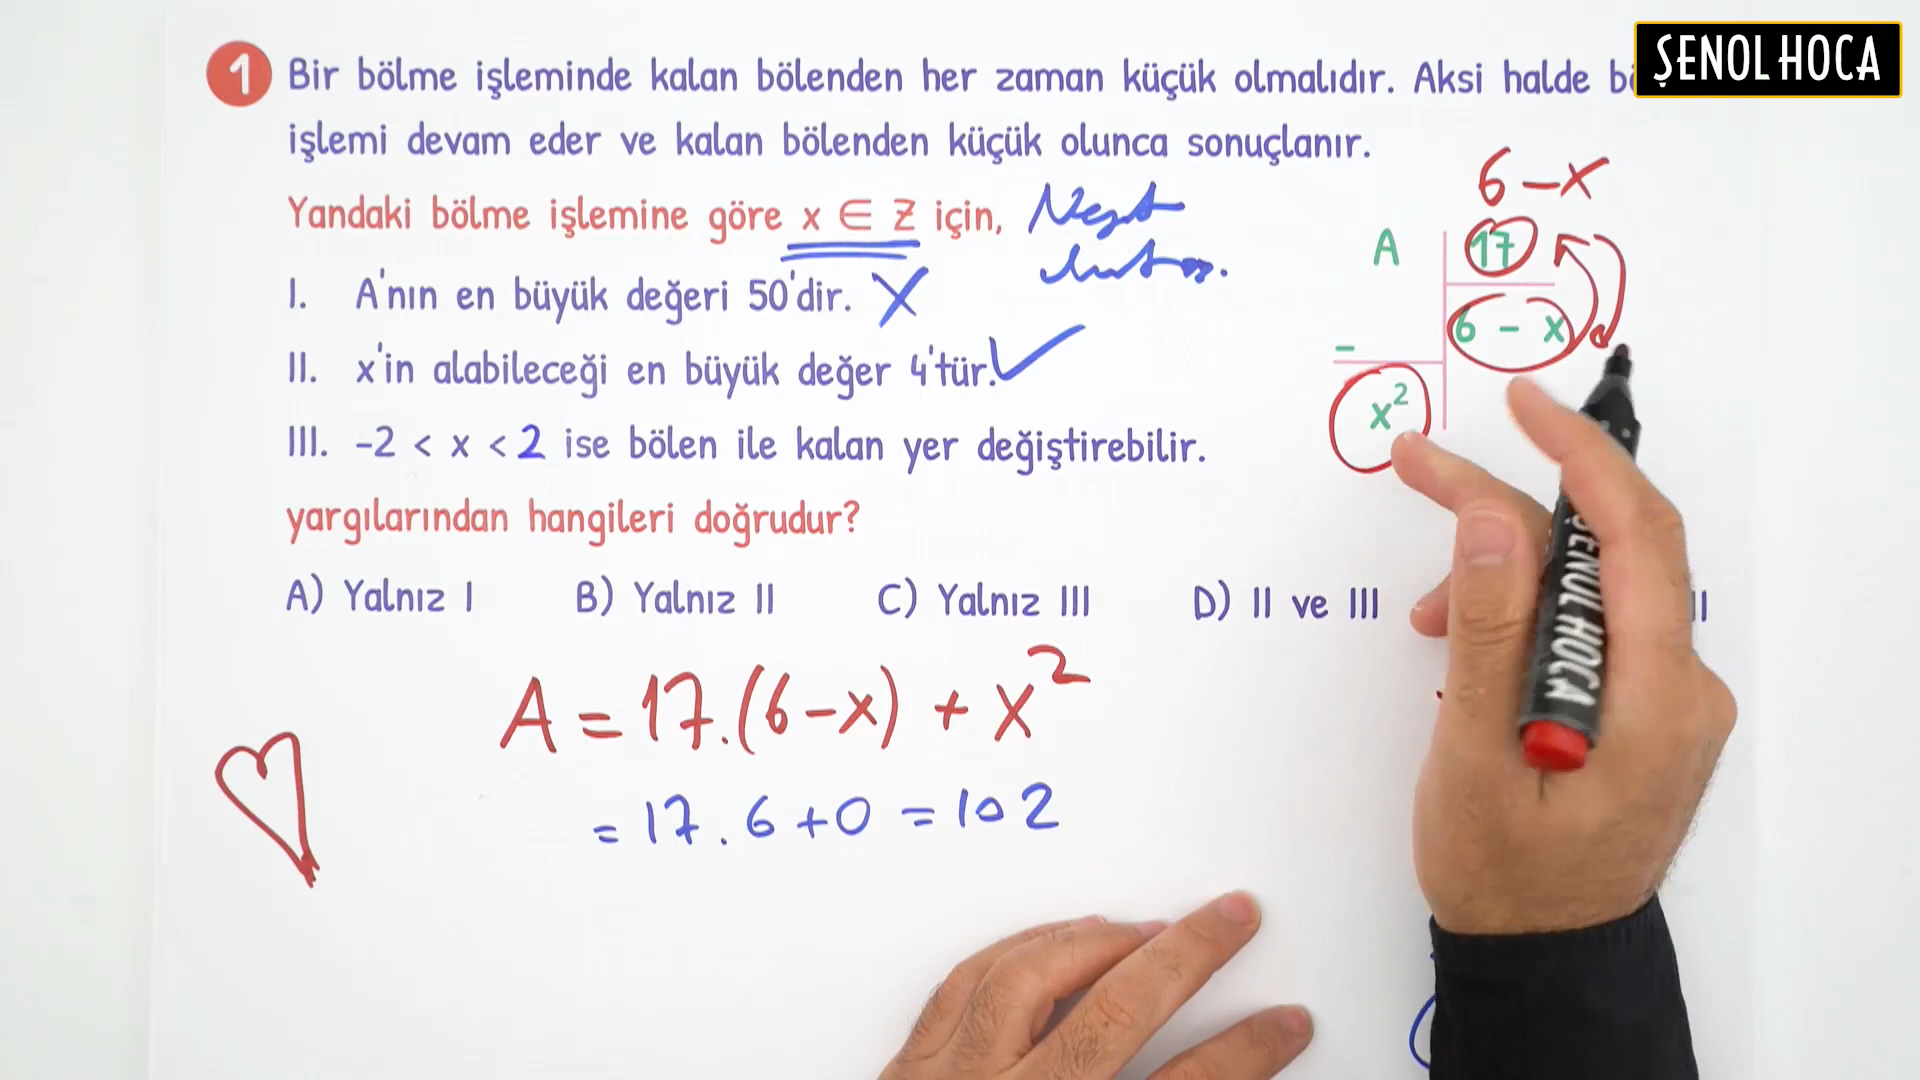 ŞENOL HOCA
1 Bir bölme işleminde kalan bölenden her zaman küçük olmalıdır. Aksi halde
işlemi devam eder ve kalan bölenden küçük olunca sonuçlanır.
Yandaki bölme işlemine göre x ∈ Z için,
I. A'nın en büyük değeri 50'dir. X
II. x'in alabileceği en büyük değer 4'tür. ✓
III. -2 < x < 2 ise bölen ile kalan yer değiştirebilir.
yargılarından hangileri doğrudur?
6 - x
A 17
6 - x
-
x²
A) Yalnız I B) Yalnız II C) Yalnız III D) II ve III
A = 17.(6-x) + x²
= 17.6+0 = 102
ŞENOL HOCA